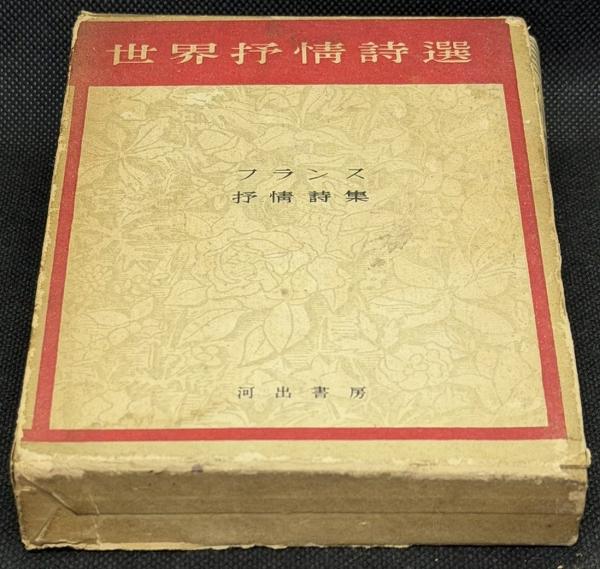 世界抒情詩選
フランス
抒情詩集
河出書房